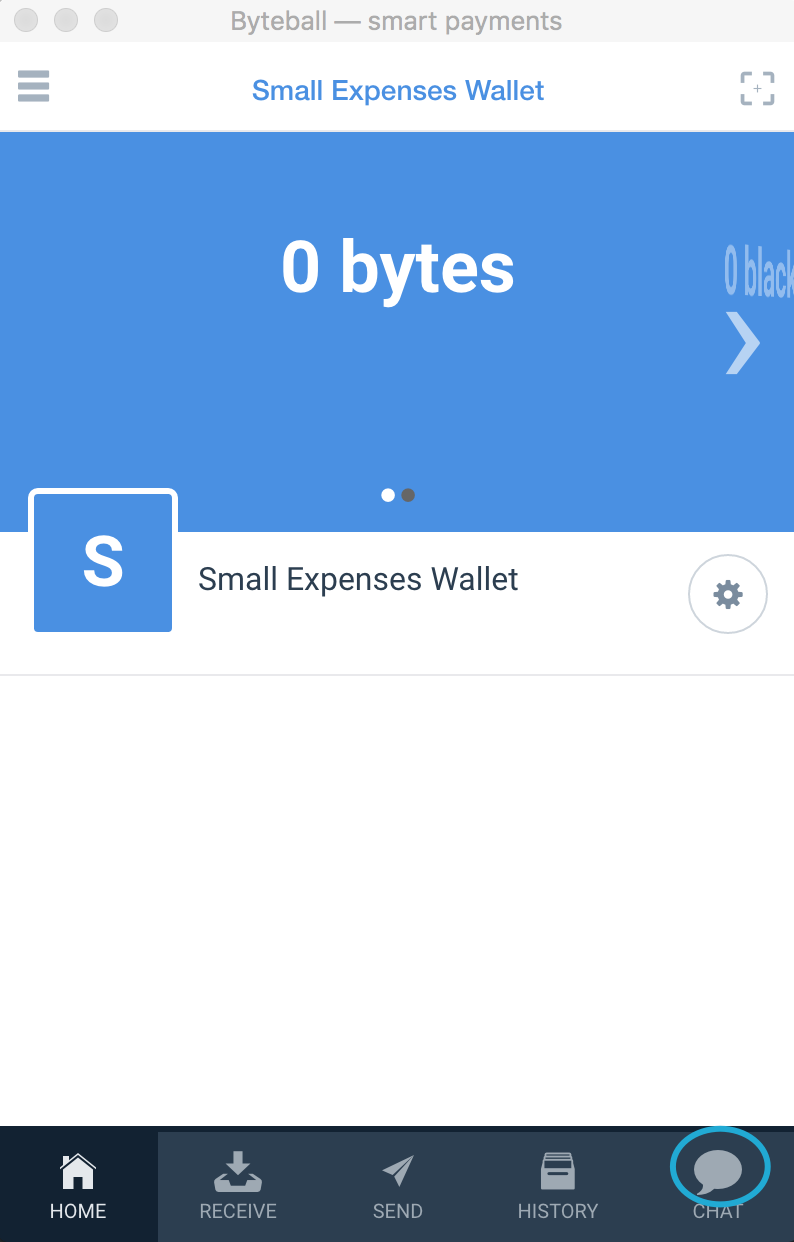 Byteball — smart payments
Small Expenses Wallet
0 bytes
0 black
S
Small Expenses Wallet
HOME
RECEIVE
SEND
HISTORY
CHAT